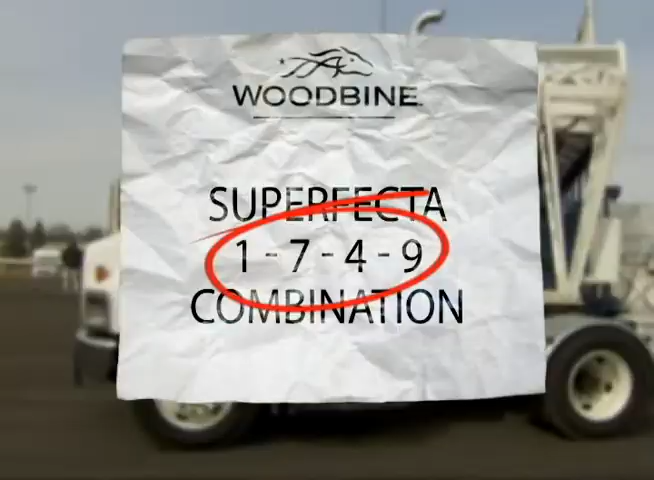 WOODBINE
SUPERFECTA
1 - 7 - 4 - 9
COMBINATION